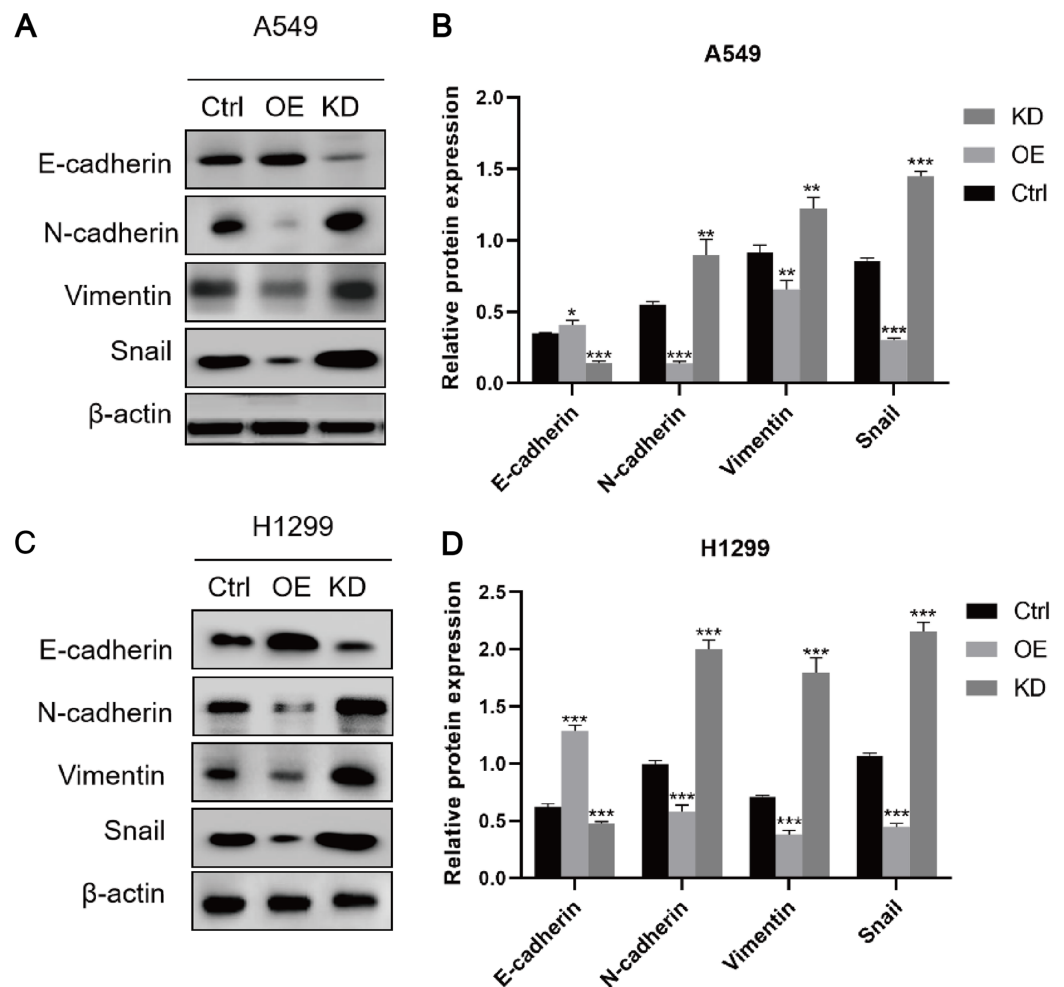 A
A549
Ctrl OE KD
E-cadherin
N-cadherin
Vimentin
Snail
β-actin
B
A549
Relative protein expression
2.0
1.5
1.0
0.5
0.0
*
***
***
**
**
**
***
***
E-cadherin
N-cadherin
Vimentin
Snail
KD
OE
Ctrl
C
H1299
Ctrl OE KD
E-cadherin
N-cadherin
Vimentin
Snail
β-actin
D
H1299
Relative protein expression
2.5
2.0
1.5
1.0
0.5
0.0
***
***
***
***
***
***
***
***
E-cadherin
N-cadherin
Vimentin
Snail
Ctrl
OE
KD